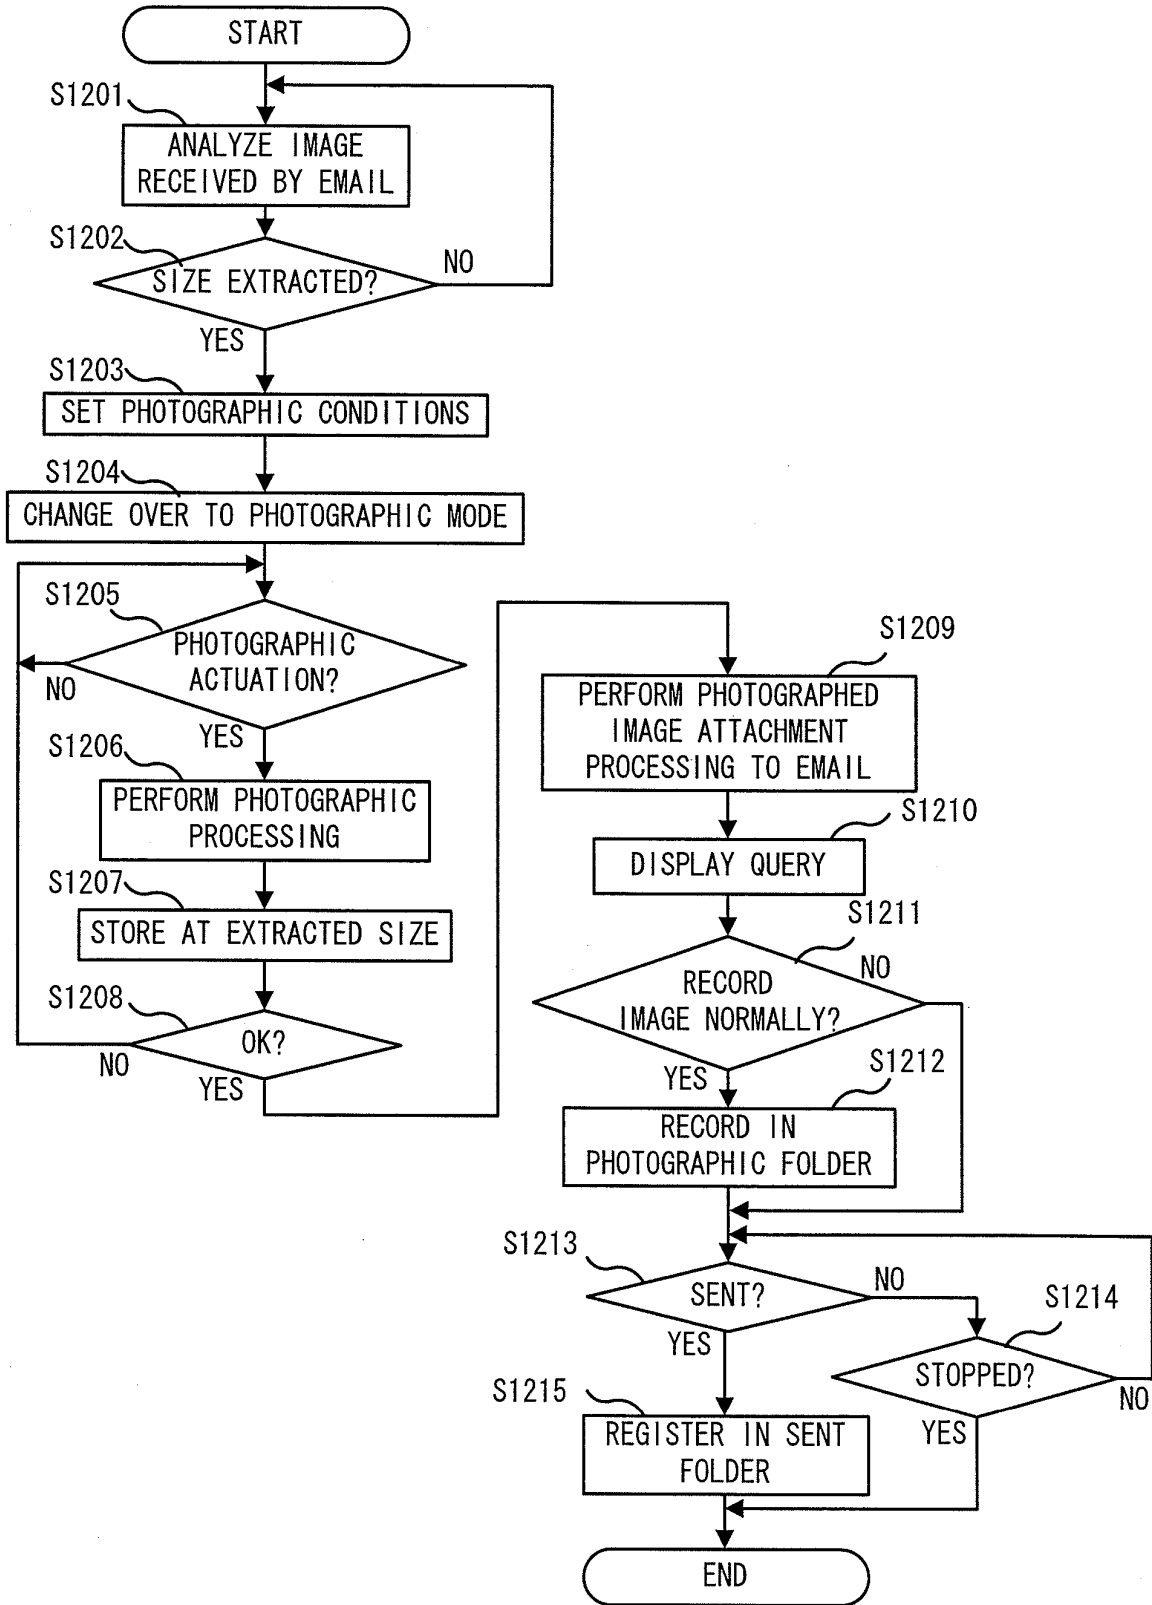 START
S1201
ANALYZE IMAGE
RECEIVED BY EMAIL
S1202
SIZE EXTRACTED?
NO
YES
S1203
SET PHOTOGRAPHIC CONDITIONS
S1204
CHANGE OVER TO PHOTOGRAPHIC MODE
S1205
PHOTOGRAPHIC
ACTUATION?
NO
YES
S1206
PERFORM PHOTOGRAPHIC
PROCESSING
S1207
STORE AT EXTRACTED SIZE
S1208
OK?
NO
YES
S1209
PERFORM PHOTOGRAPHED
IMAGE ATTACHMENT
PROCESSING TO EMAIL
S1210
DISPLAY QUERY
S1211
RECORD
IMAGE NORMALLY?
NO
YES
S1212
RECORD IN
PHOTOGRAPHIC FOLDER
S1213
SENT?
NO
YES
S1214
STOPPED?
NO
YES
S1215
REGISTER IN SENT
FOLDER
END